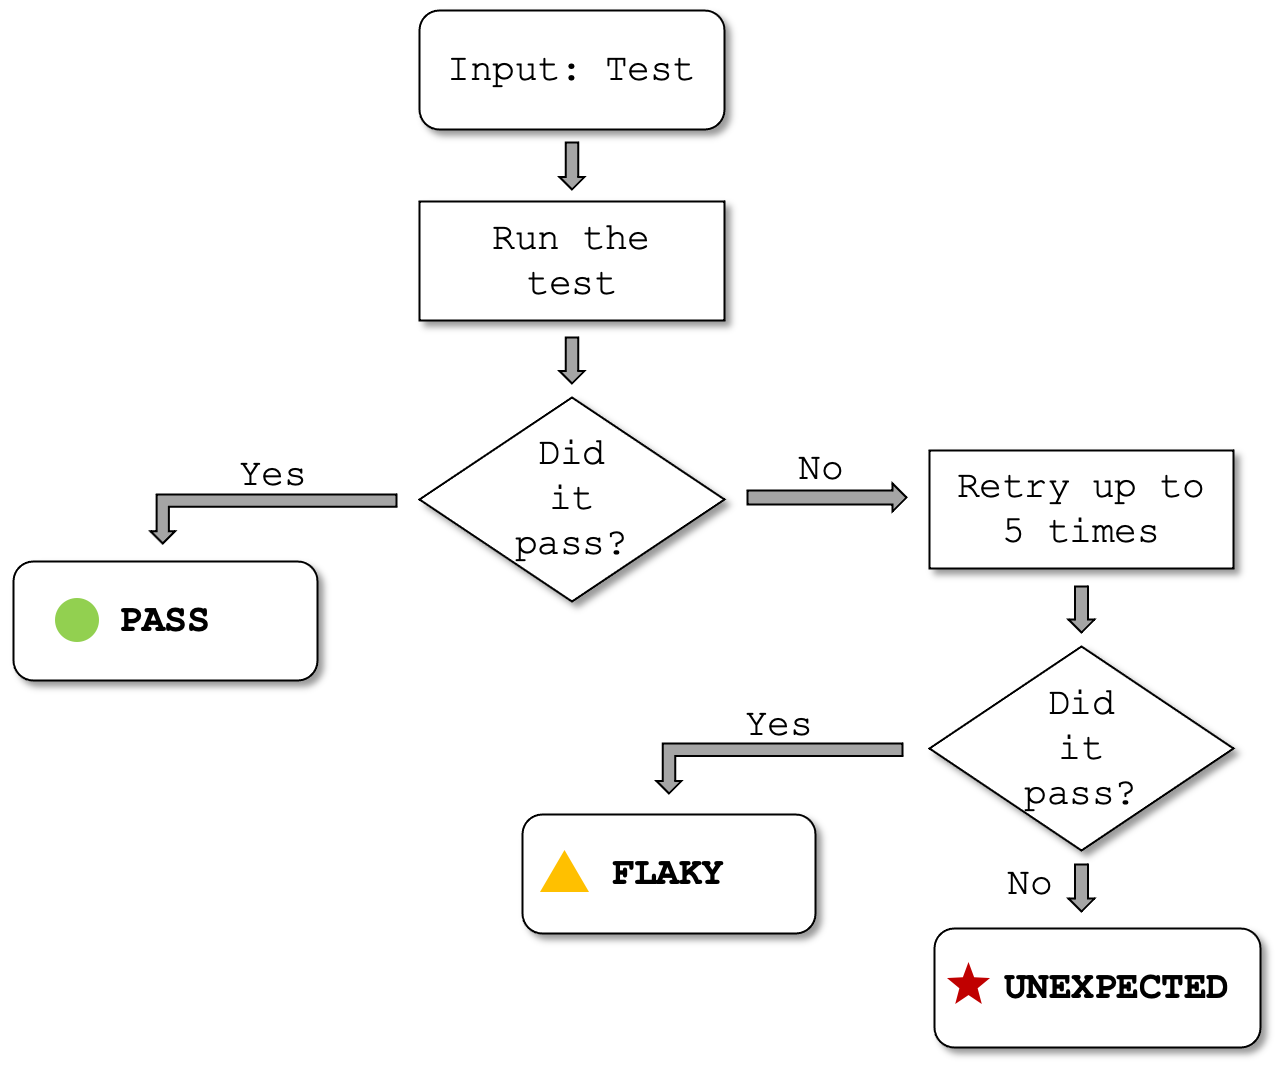 Input: Test
Run the
test
Did
it
pass?
Yes
No
Retry up to
5 times
PASS
Did
it
pass?
Yes
FLAKY
No
UNEXPECTED